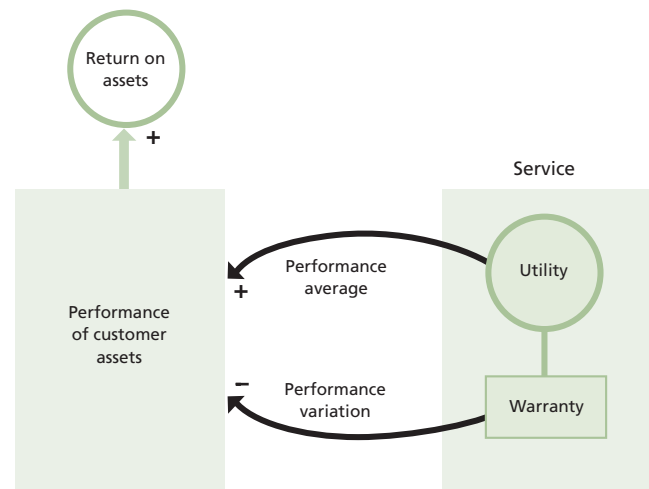 Return on
assets
+
Service
Performance
average
Utility
+
Performance
of customer
assets
–
Performance
variation
Warranty